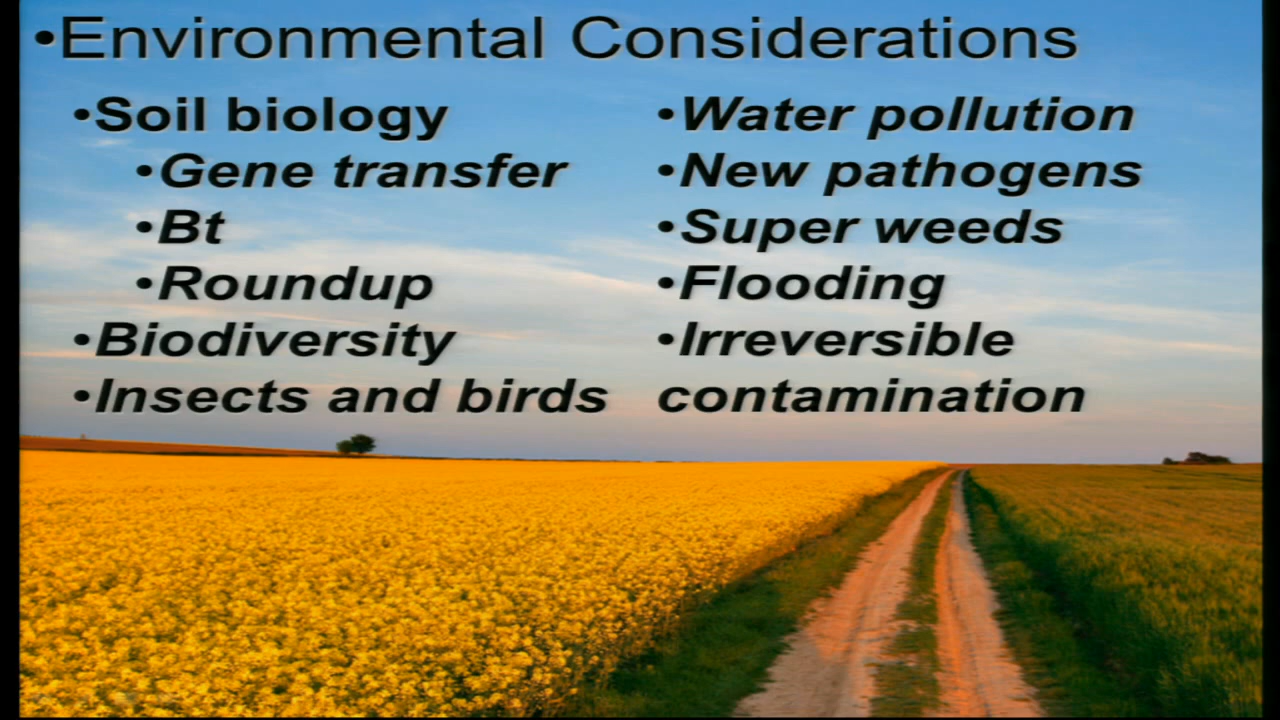 •Environmental Considerations
•Soil biology
•Gene transfer
•Bt
•Roundup
•Biodiversity
•Insects and birds
•Water pollution
•New pathogens
•Super weeds
•Flooding
•Irreversible
contamination